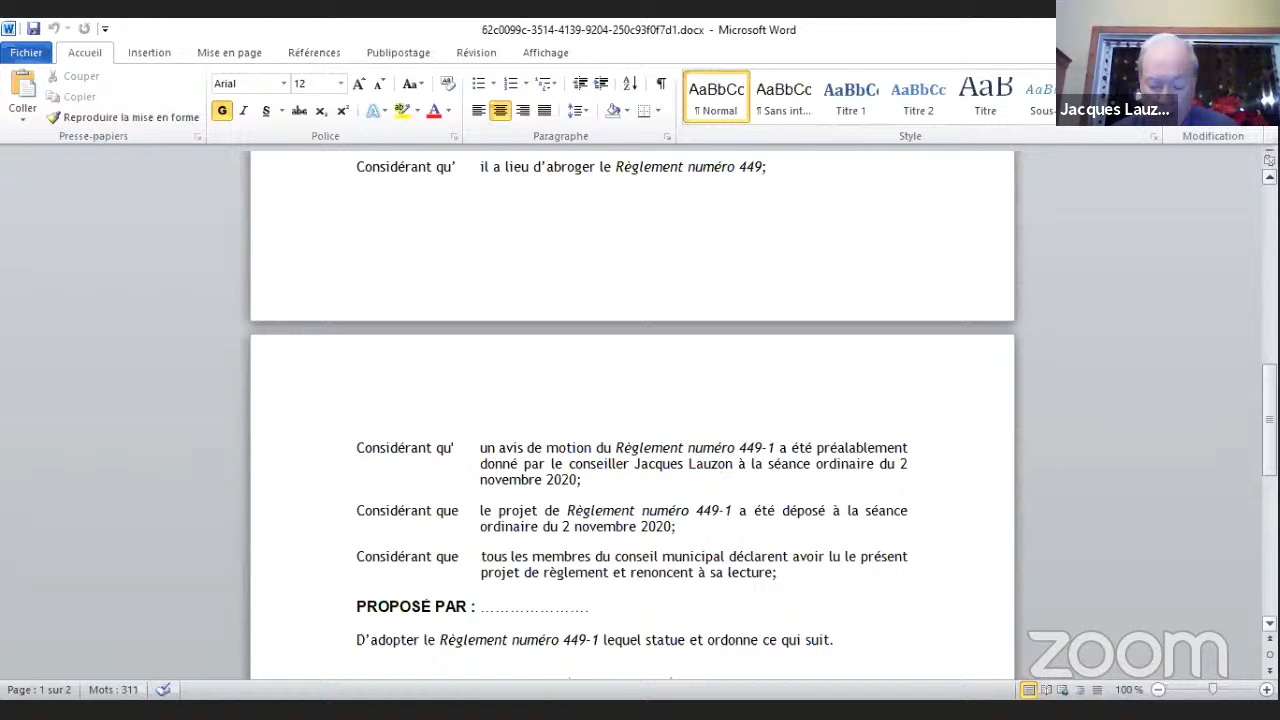 62c0099c-3514-4139-9204-250c93f0f7d1.docx - Microsoft Word
Fichier Accueil Insertion Mise en page Références Publipostage Révision Affichage
Coller
Couper
Copier
Reproduire la mise en forme
Presse-papiers
Arial 12
G I S abc x₂ x²
Police
Paragraphe
AaBbCc AaBbCc AaBbCc AaBbCc AaB
¶ Normal ¶ Sans int... Titre 1 Titre 2 Titre Sous-
Style
Modification
Jacques Lauz...
Considérant qu’ il a lieu d’abroger le Règlement numéro 449;
Considérant qu' un avis de motion du Règlement numéro 449-1 a été préalablement
donné par le conseiller Jacques Lauzon à la séance ordinaire du 2
novembre 2020;
Considérant que le projet de Règlement numéro 449-1 a été déposé à la séance
ordinaire du 2 novembre 2020;
Considérant que tous les membres du conseil municipal déclarent avoir lu le présent
projet de règlement et renoncent à sa lecture;
PROPOSÉ PAR : ………………….
D’adopter le Règlement numéro 449-1 lequel statue et ordonne ce qui suit.
zoom
Page : 1 sur 2 Mots : 311 100 %